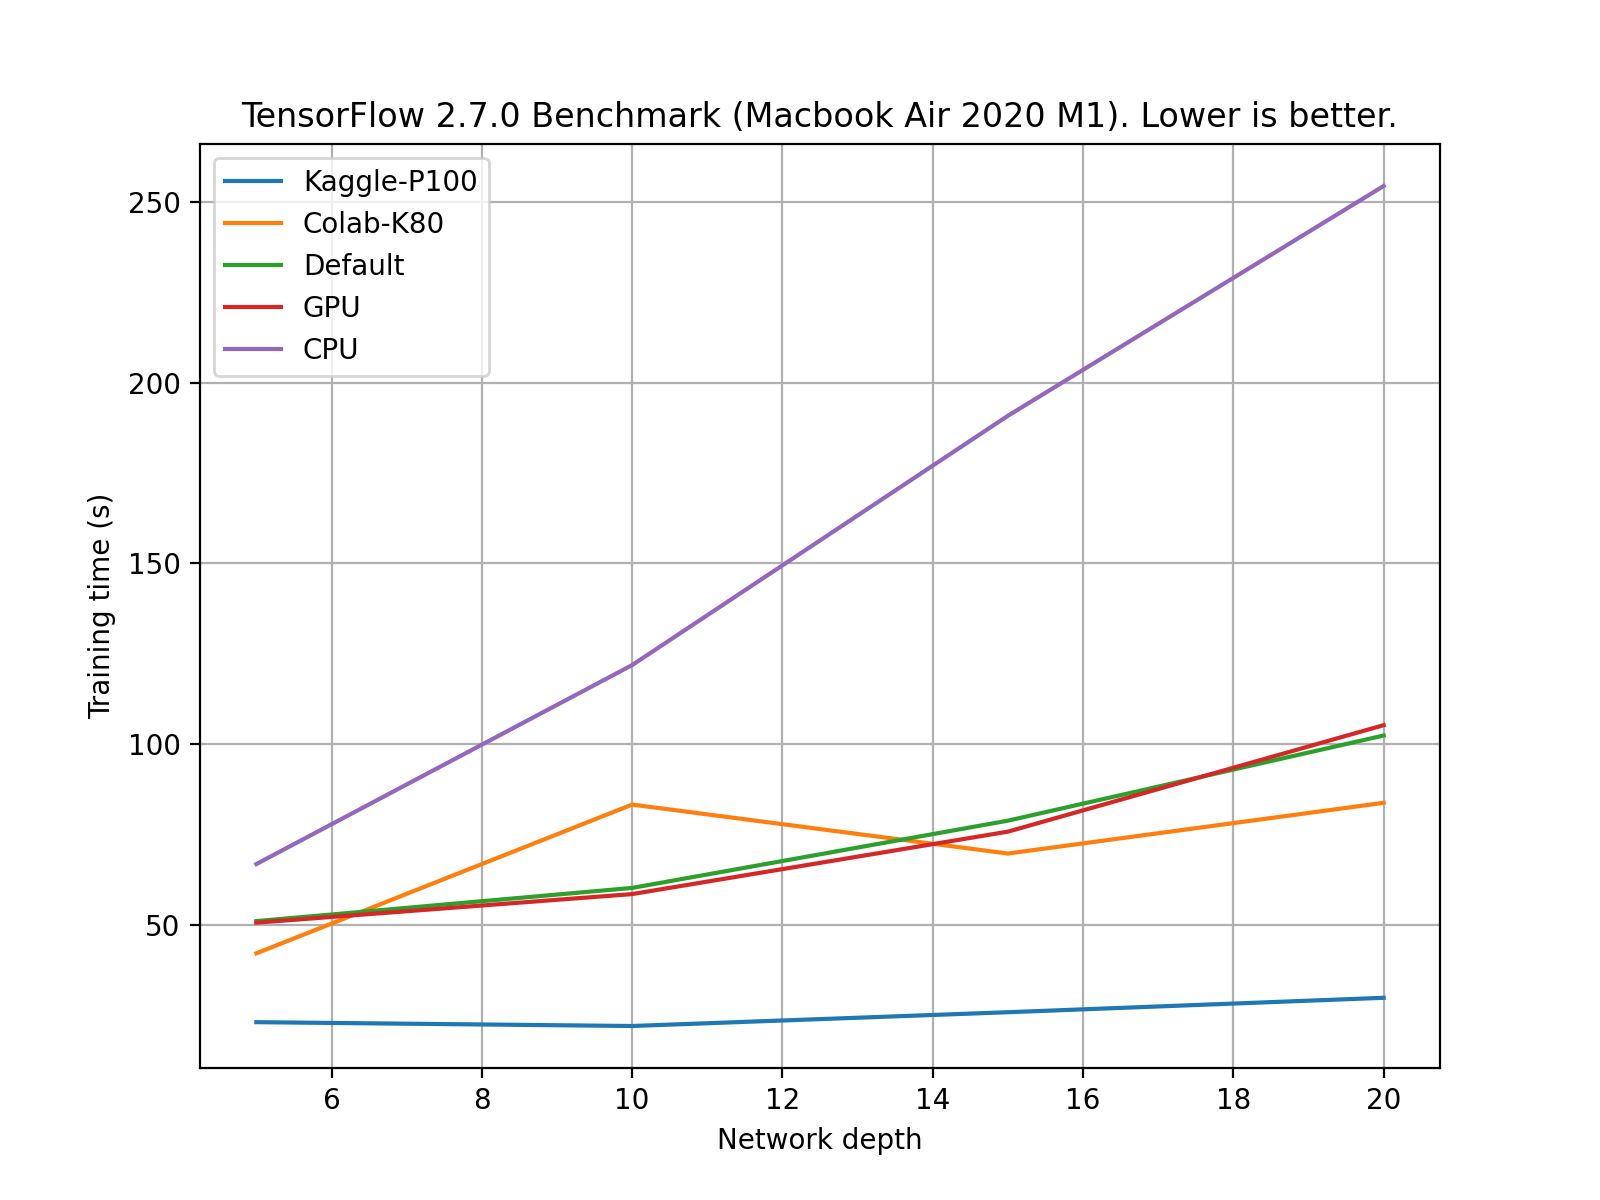 TensorFlow 2.7.0 Benchmark (Macbook Air 2020 M1). Lower is better.
Kaggle-P100
Colab-K80
Default
GPU
CPU
250
200
150
100
50
Training time (s)
6 8 10 12 14 16 18 20
Network depth